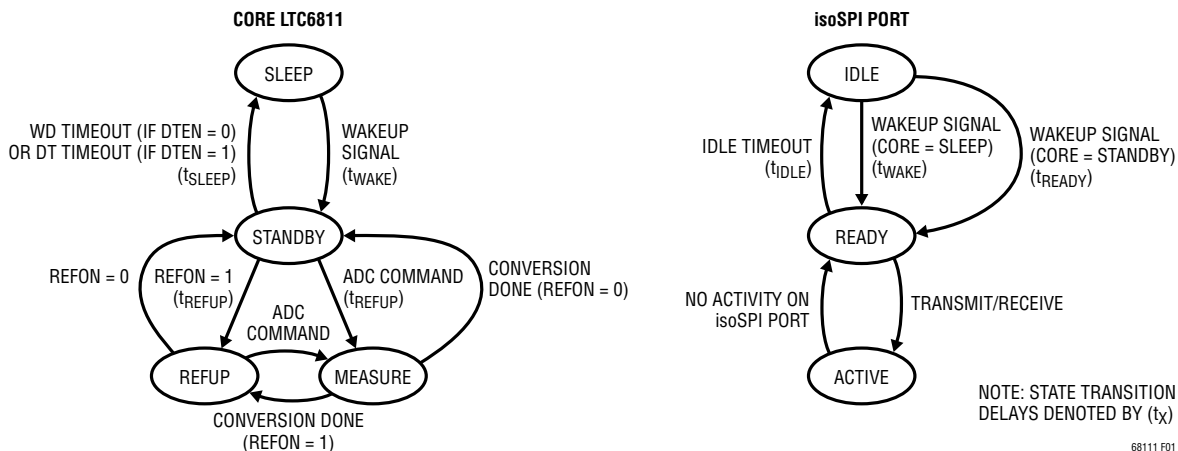 CORE LTC6811
SLEEP
WD TIMEOUT (IF DTEN = 0)
OR DT TIMEOUT (IF DTEN = 1)
(tSLEEP)
WAKEUP
SIGNAL
(tWAKE)
STANDBY
REFON = 0
REFON = 1
(tREFUP)
ADC COMMAND
(tREFUP)
CONVERSION
DONE (REFON = 0)
ADC
COMMAND
REFUP
MEASURE
CONVERSION DONE
(REFON = 1)
isoSPI PORT
IDLE
IDLE TIMEOUT
(tIDLE)
WAKEUP SIGNAL
(CORE = SLEEP)
(tWAKE)
WAKEUP SIGNAL
(CORE = STANDBY)
(tREADY)
READY
NO ACTIVITY ON
isoSPI PORT
TRANSMIT/RECEIVE
ACTIVE
NOTE: STATE TRANSITION
DELAYS DENOTED BY (tX)
68111 F01